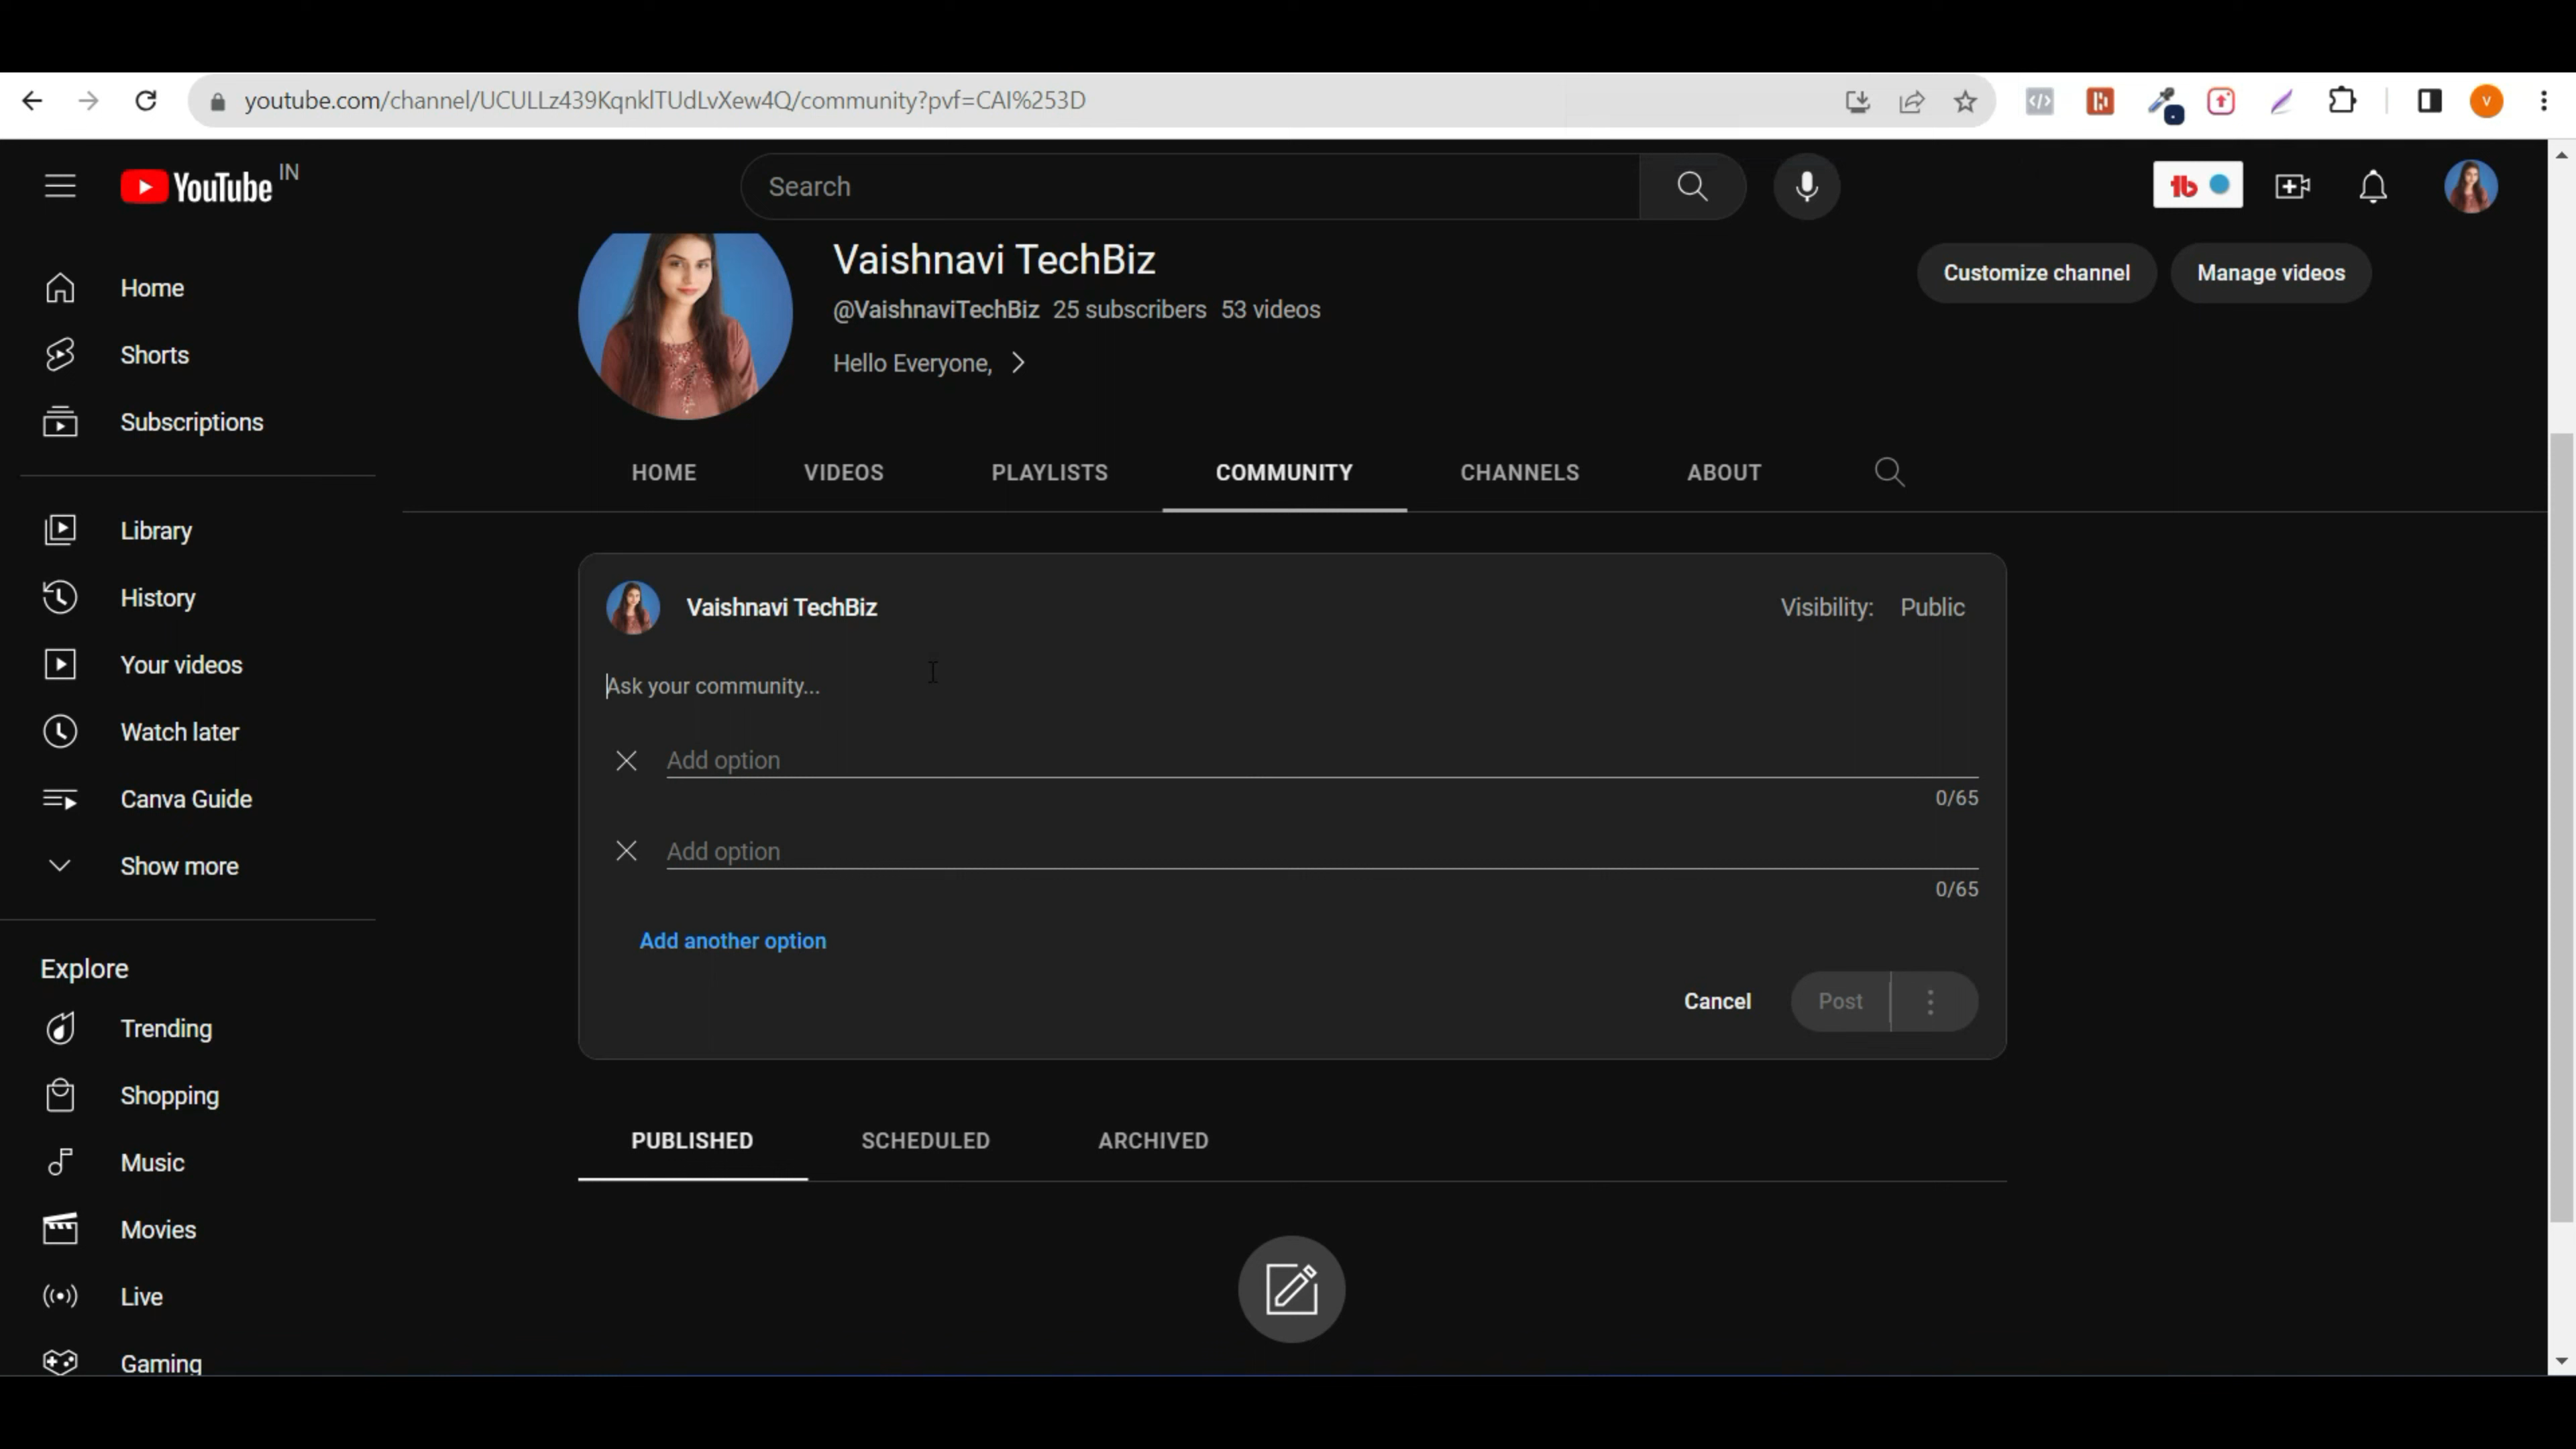 youtube.com/channel/UCULLz439KqnklTUdLvXew4Q/community?pvf=CAI%253D
V
YouTube IN
Search
tb
Home
Shorts
Subscriptions
Library
History
Your videos
Watch later
Canva Guide
Show more
Explore
Trending
Shopping
Music
Movies
Live
Gaming
Vaishnavi TechBiz
@VaishnaviTechBiz 25 subscribers 53 videos
Hello Everyone,
Customize channel Manage videos
HOME VIDEOS PLAYLISTS COMMUNITY CHANNELS ABOUT
Vaishnavi TechBiz Visibility: Public
Ask your community...
Add option
0/65
Add option
0/65
Add another option
Cancel Post
PUBLISHED SCHEDULED ARCHIVED